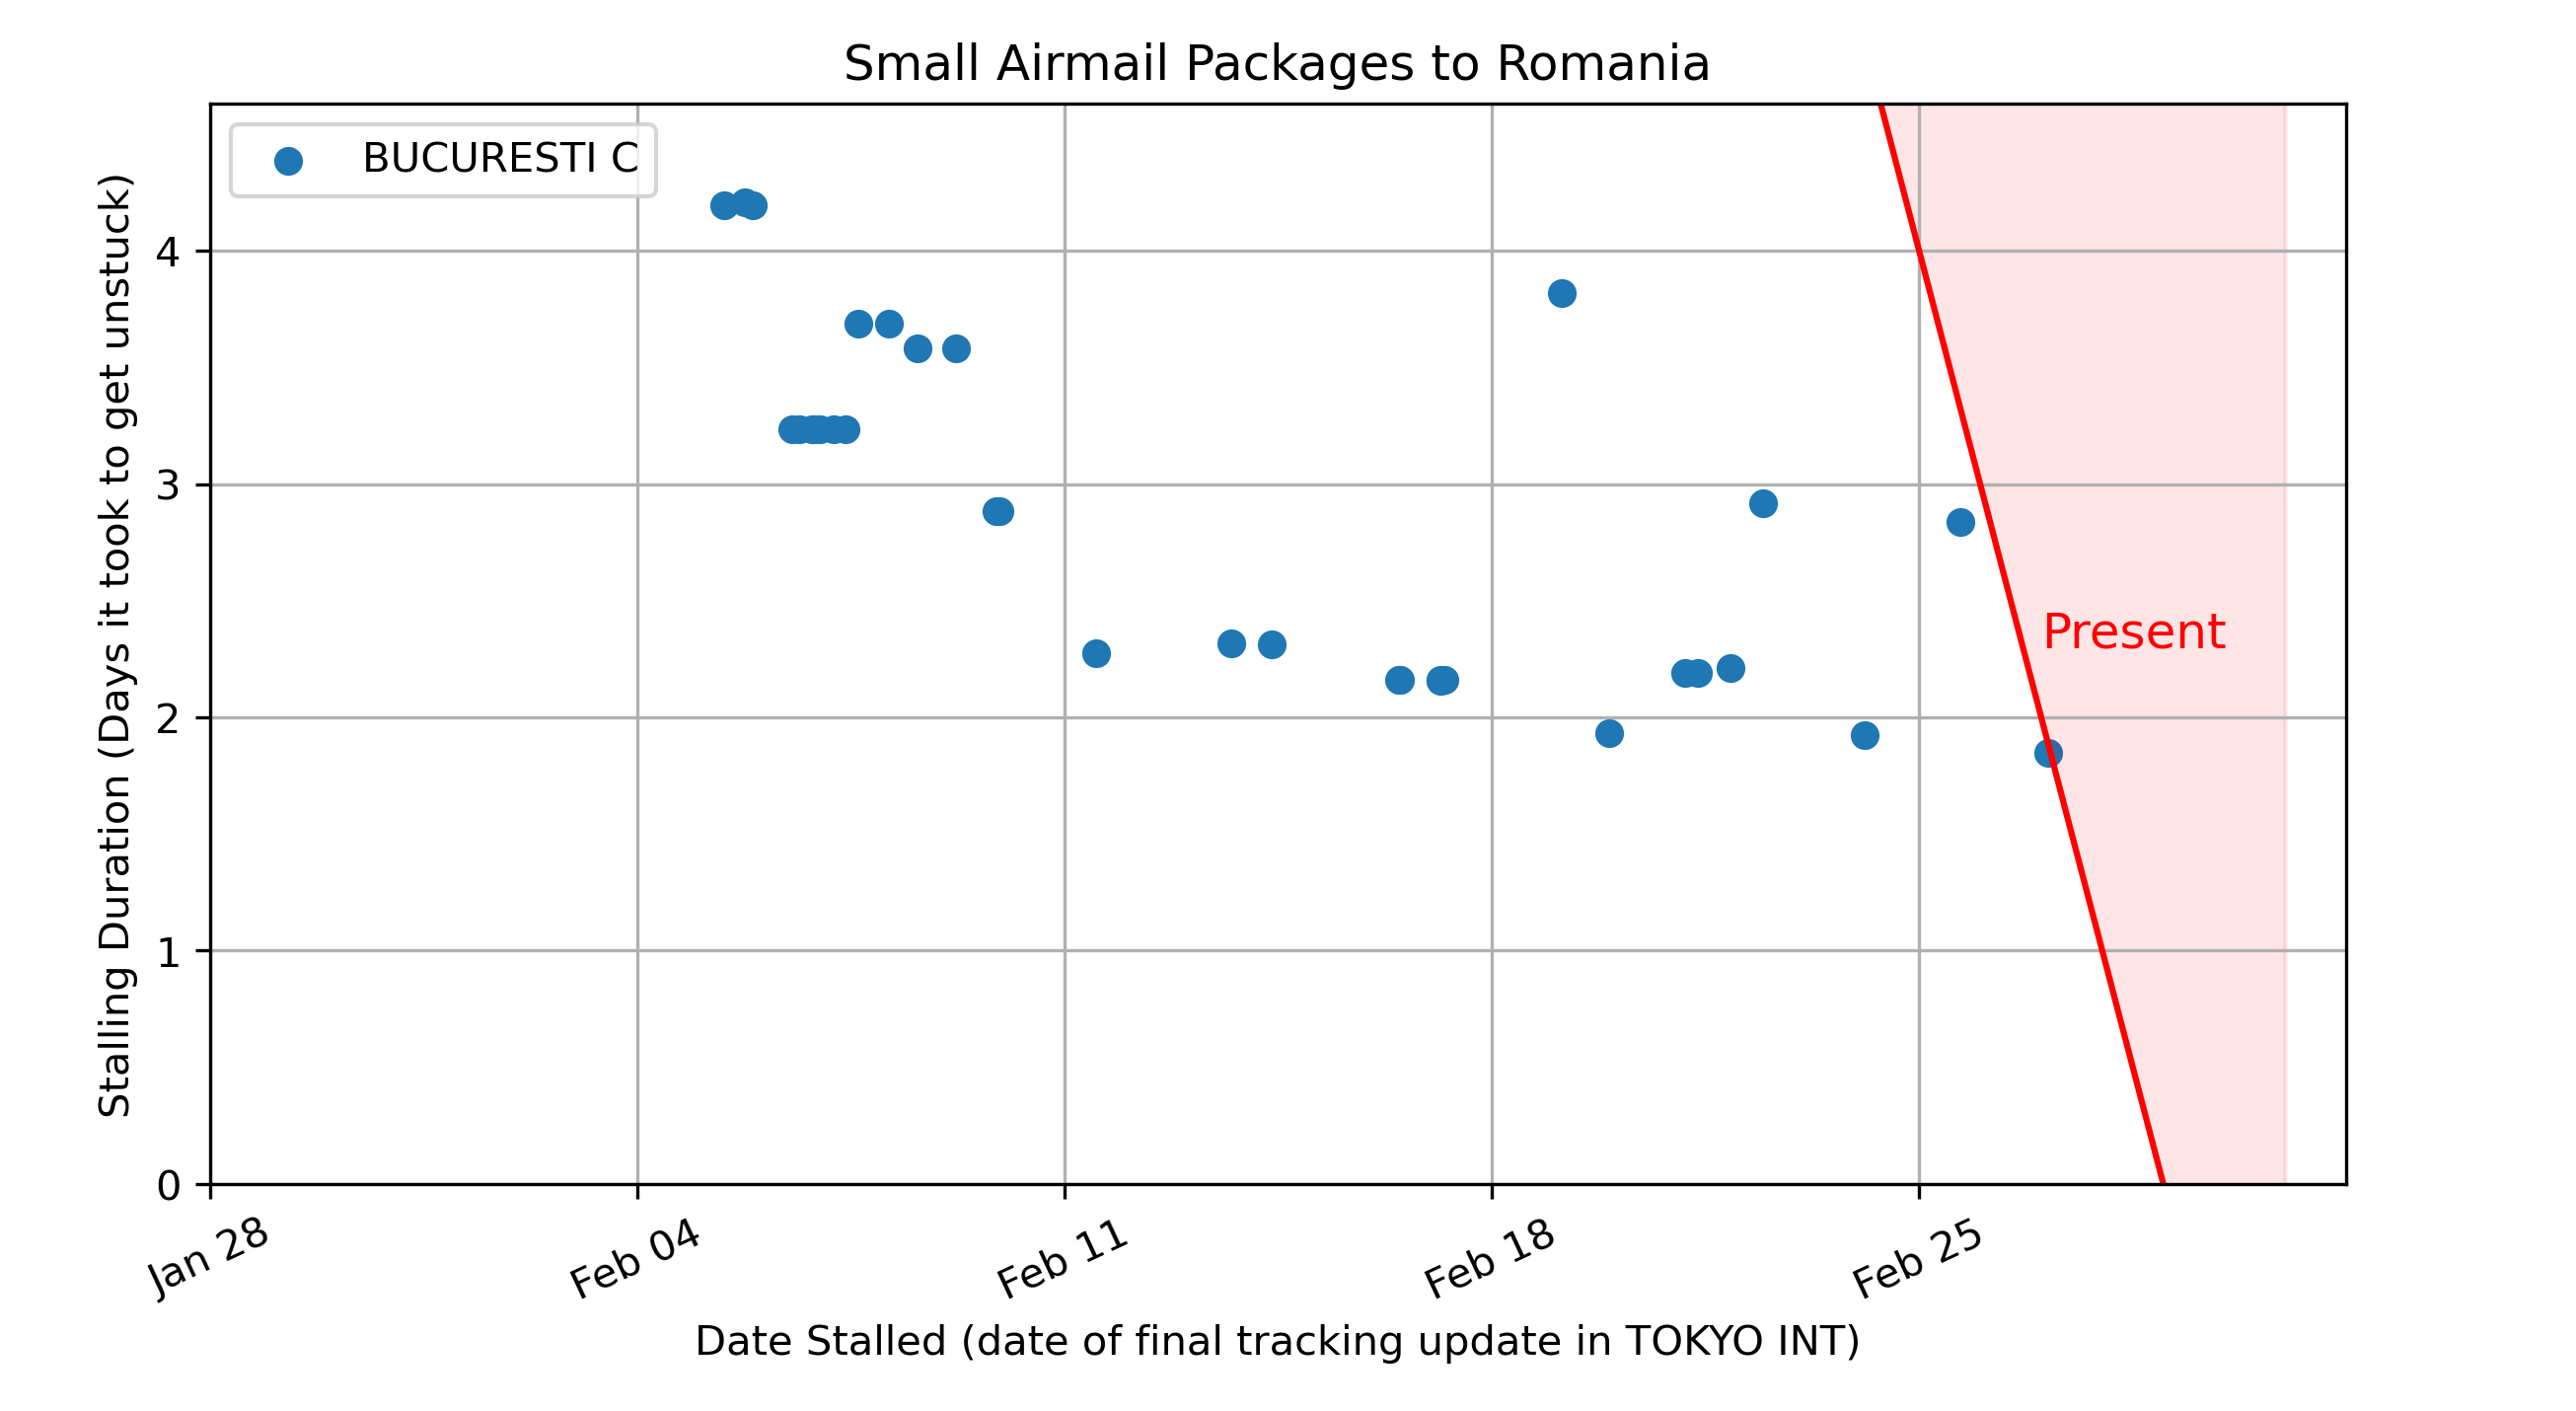 Small Airmail Packages to Romania
BUCURESTI C
Stalling Duration (Days it took to get unstuck)
4
3
2
1
0
Present
Jan 28
Feb 04
Feb 11
Feb 18
Feb 25
Date Stalled (date of final tracking update in TOKYO INT)